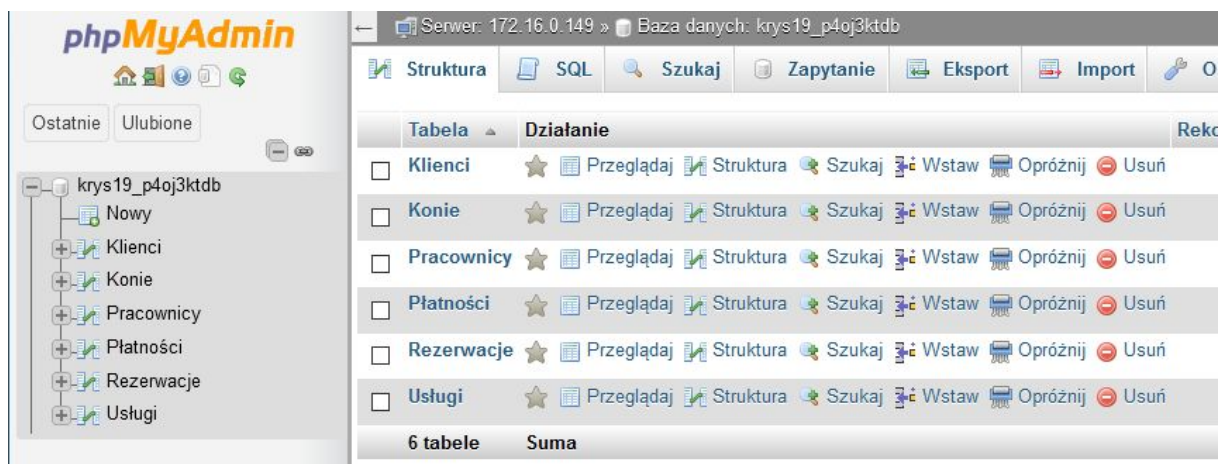 phpMyAdmin
Ostatnie Ulubione
krys19_p4oj3ktdb
Nowy
Klienci
Konie
Pracownicy
Płatności
Rezerwacje
Usługi
← Serwer: 172.16.0.149 » Baza danych: krys19_p4oj3ktdb
Struktura SQL Szukaj Zapytanie Eksport Import
Tabela Działanie
Klienci Przeglądaj Struktura Szukaj Wstaw Opróżnij Usuń
Konie Przeglądaj Struktura Szukaj Wstaw Opróżnij Usuń
Pracownicy Przeglądaj Struktura Szukaj Wstaw Opróżnij Usuń
Płatności Przeglądaj Struktura Szukaj Wstaw Opróżnij Usuń
Rezerwacje Przeglądaj Struktura Szukaj Wstaw Opróżnij Usuń
Usługi Przeglądaj Struktura Szukaj Wstaw Opróżnij Usuń
6 tabele Suma